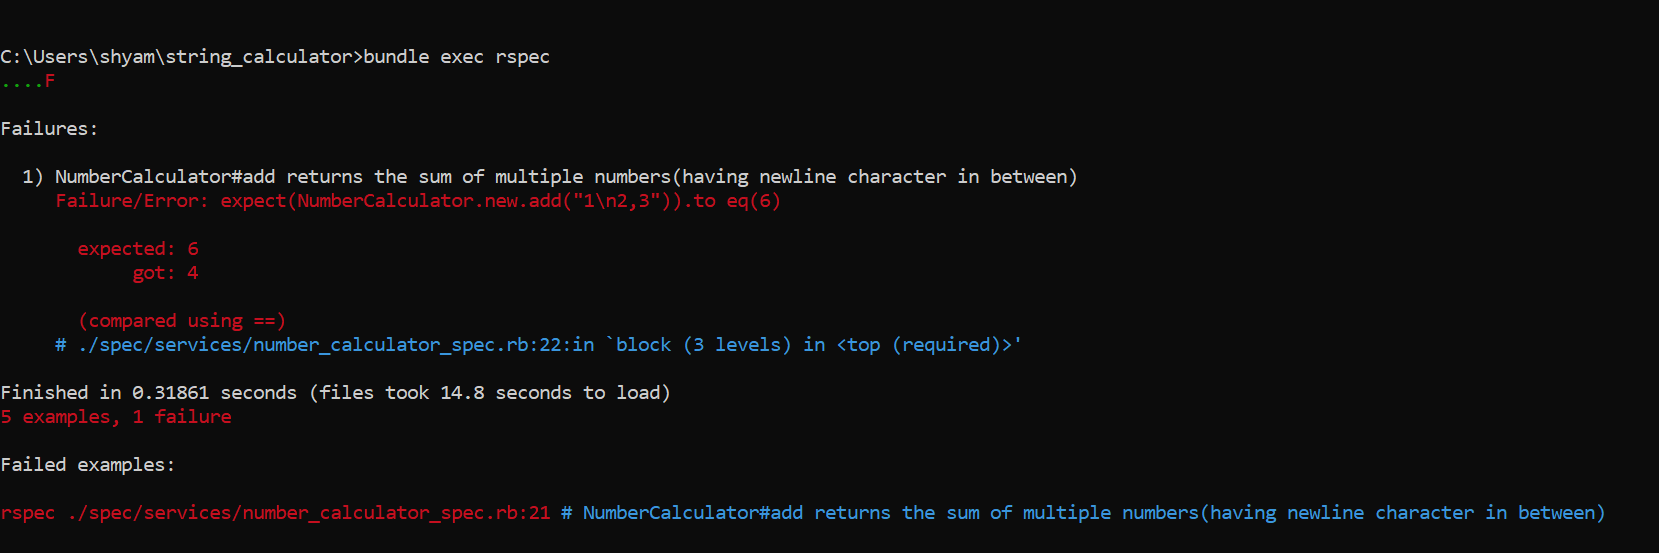 C:\Users\shyam\string_calculator>bundle exec rspec
....F
Failures:
1) NumberCalculator#add returns the sum of multiple numbers(having newline character in between)
Failure/Error: expect(NumberCalculator.new.add("1\n2,3")).to eq(6)
expected: 6
got: 4
(compared using ==)
# ./spec/services/number_calculator_spec.rb:22:in `block (3 levels) in <top (required)>'
Finished in 0.31861 seconds (files took 14.8 seconds to load)
5 examples, 1 failure
Failed examples:
rspec ./spec/services/number_calculator_spec.rb:21 # NumberCalculator#add returns the sum of multiple numbers(having newline character in between)